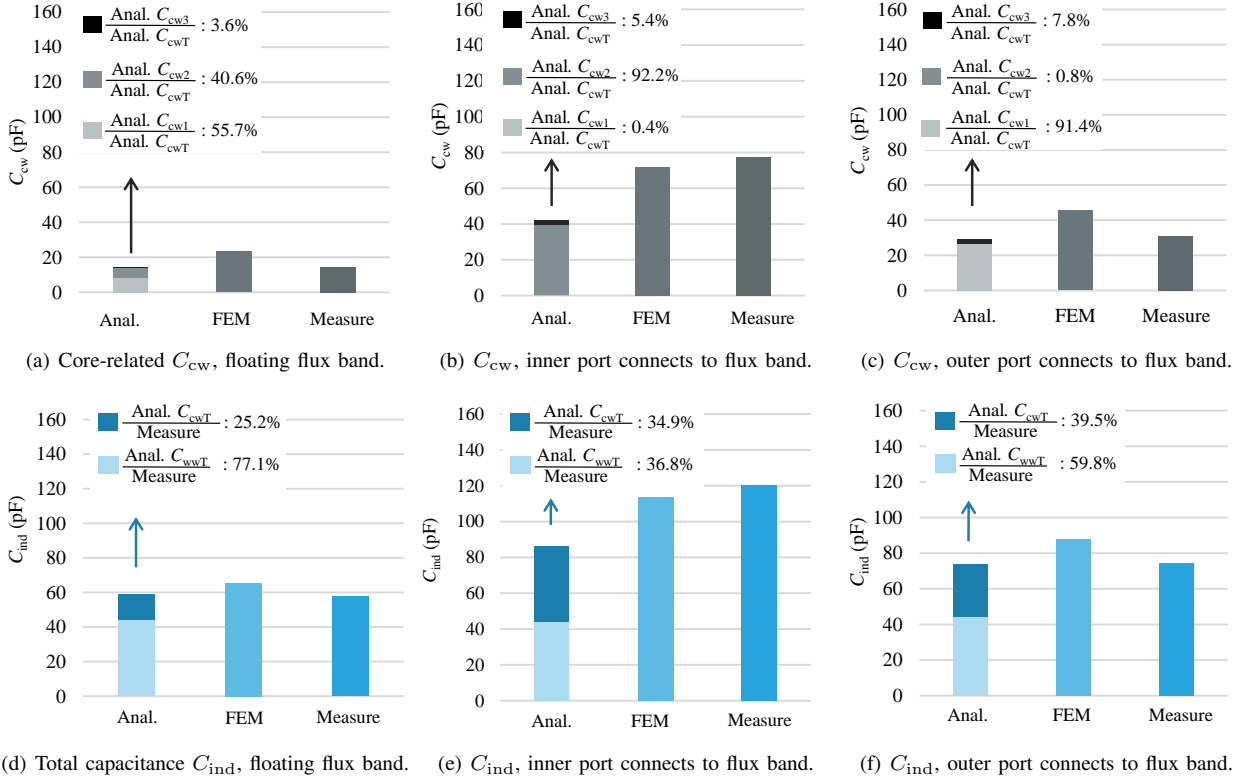 160
140
120
100
80
60
40
20
0
C_cw (pF)
Anal. C_cw3
Anal. C_cwT
: 3.6%
Anal. C_cw2
Anal. C_cwT
: 40.6%
Anal. C_cw1
Anal. C_cwT
: 55.7%
Anal. FEM Measure
(a) Core-related C_cw, floating flux band.
160
140
120
100
80
60
40
20
0
C_cw (pF)
Anal. C_cw3
Anal. C_cwT
: 5.4%
Anal. C_cw2
Anal. C_cwT
: 92.2%
Anal. C_cw1
Anal. C_cwT
: 0.4%
Anal. FEM Measure
(b) C_cw, inner port connects to flux band.
160
140
120
100
80
60
40
20
0
C_cw (pF)
Anal. C_cw3
Anal. C_cwT
: 7.8%
Anal. C_cw2
Anal. C_cwT
: 0.8%
Anal. C_cw1
Anal. C_cwT
: 91.4%
Anal. FEM Measure
(c) C_cw, outer port connects to flux band.
160
140
120
100
80
60
40
20
0
C_ind (pF)
Anal. C_cwT
Measure
: 25.2%
Anal. C_wwT
Measure
: 77.1%
Anal. FEM Measure
(d) Total capacitance C_ind, floating flux band.
160
140
120
100
80
60
40
20
0
C_ind (pF)
Anal. C_cwT
Measure
: 34.9%
Anal. C_wwT
Measure
: 36.8%
Anal. FEM Measure
(e) C_ind, inner port connects to flux band.
160
140
120
100
80
60
40
20
0
C_ind (pF)
Anal. C_cwT
Measure
: 39.5%
Anal. C_wwT
Measure
: 59.8%
Anal. FEM Measure
(f) C_ind, outer port connects to flux band.